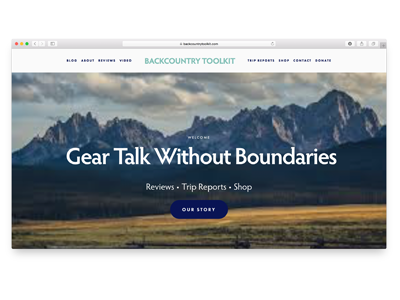 backcountrytoolkit.com
BLOG ABOUT REVIEWS VIDEO BACKCOUNTRY TOOLKIT TRIP REPORTS SHOP CONTACT DONATE
WELCOME
Gear Talk Without Boundaries
Reviews • Trip Reports • Shop
OUR STORY